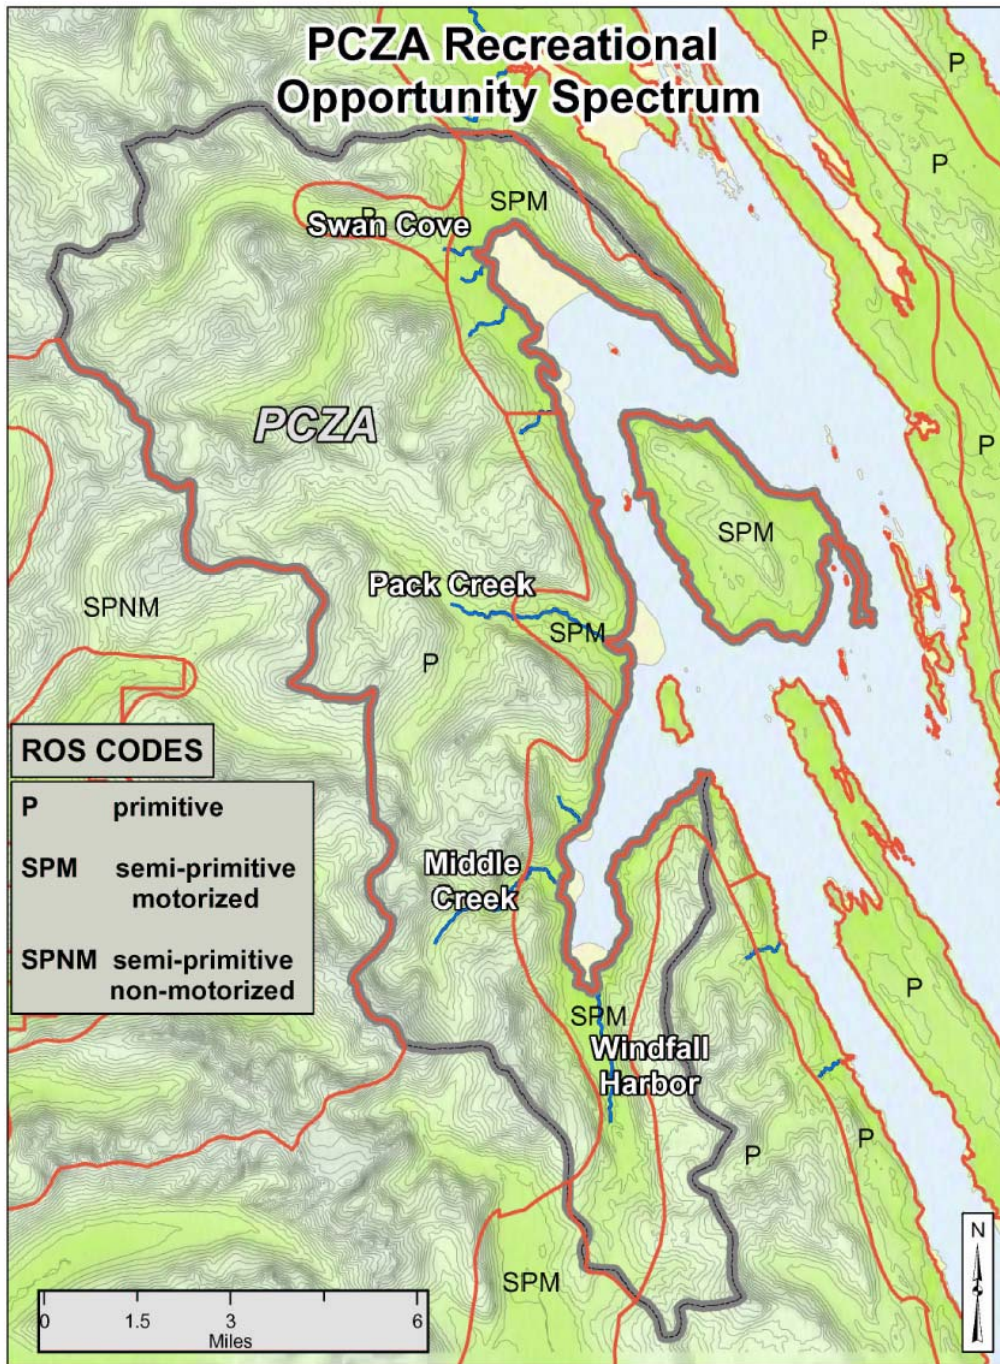 PCZA Recreational
Opportunity Spectrum
P
P
P
SPM
P
Swan Cove
PCZA
P
SPM
Pack Creek
SPNM
SPM
P
ROS CODES
P primitive
SPM semi-primitive
motorized
SPNM semi-primitive
non-motorized
Middle
Creek
P
SPM
Windfall
Harbor
P
P
SPM
N
0 1.5 3 6
Miles